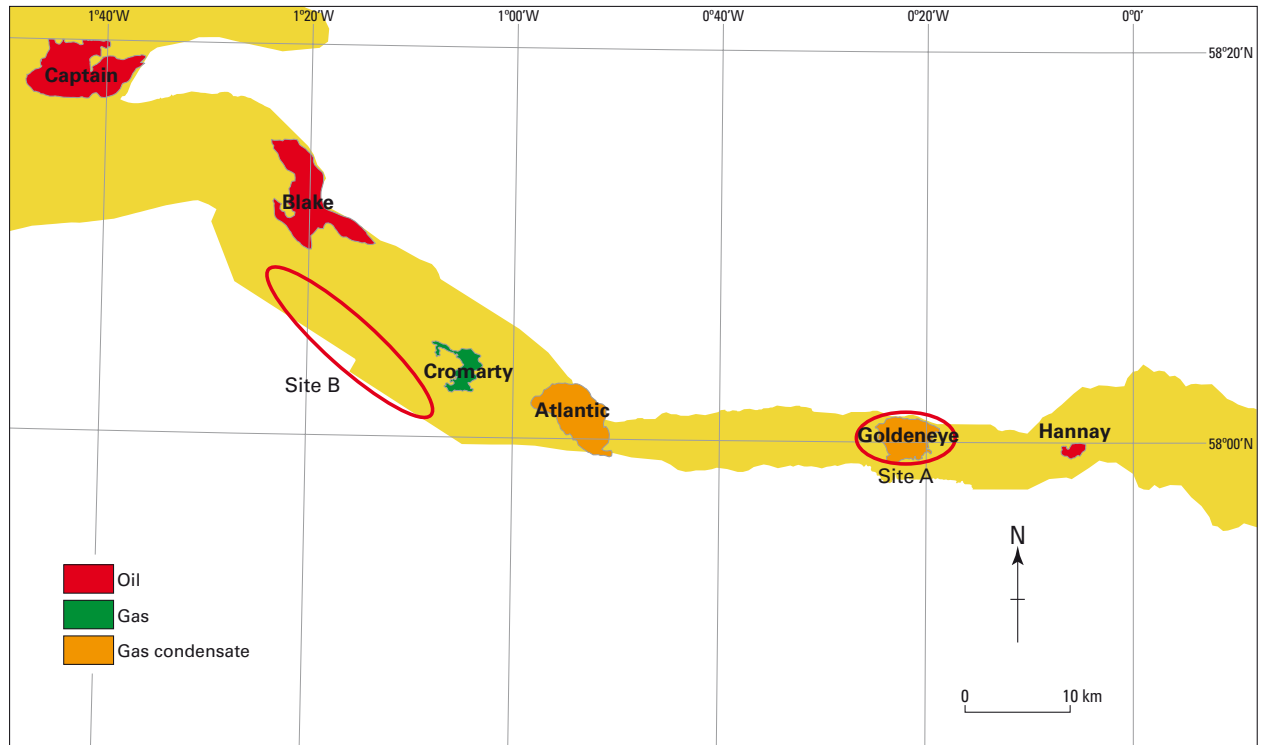 1°40’W 1°20’W 1°00’W 0°40’W 0°20’W 0°0’
58°20’N
Captain
Blake
Cromarty
Site B
Atlantic
Goldeneye
Hannay
58°00’N
Site A
N
Oil
Gas
Gas condensate
0 10 km